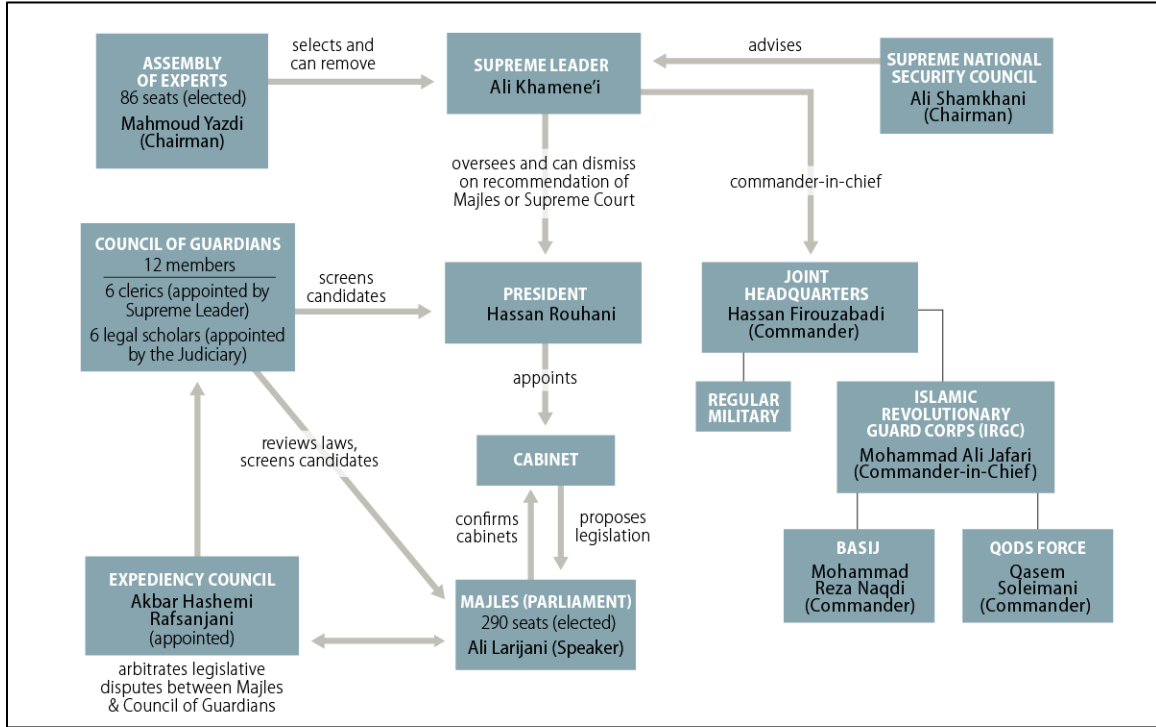 ASSEMBLY
OF EXPERTS
86 seats (elected)
Mahmoud Yazdi
(Chairman)
selects and
can remove
SUPREME LEADER
Ali Khamene'i
advises
SUPREME NATIONAL
SECURITY COUNCIL
Ali Shamkhani
(Chairman)
oversees and can dismiss
on recommendation of
Majles or Supreme Court
commander-in-chief
COUNCIL OF GUARDIANS
12 members
6 clerics (appointed by
Supreme Leader)
6 legal scholars (appointed
by the Judiciary)
screens
candidates
PRESIDENT
Hassan Rouhani
JOINT
HEADQUARTERS
Hassan Firouzabadi
(Commander)
appoints
REGULAR
MILITARY
ISLAMIC
REVOLUTIONARY
GUARD CORPS (IRGC)
Mohammad Ali Jafari
(Commander-in-Chief)
reviews laws,
screens candidates
CABINET
confirms
cabinets
proposes
legislation
BASIJ
Mohammad
Reza Naqdi
(Commander)
QODS FORCE
Qasem
Soleimani
(Commander)
EXPEDIENCY COUNCIL
Akbar Hashemi
Rafsanjani
(appointed)
MAJLES (PARLIAMENT)
290 seats (elected)
Ali Larijani (Speaker)
arbitrates legislative
disputes between Majles
& Council of Guardians